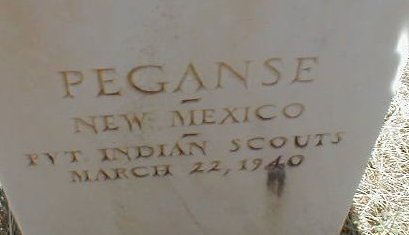 PEGANSE
NEW MEXICO
PVT. INDIAN SCOUTS
MARCH 22, 1940